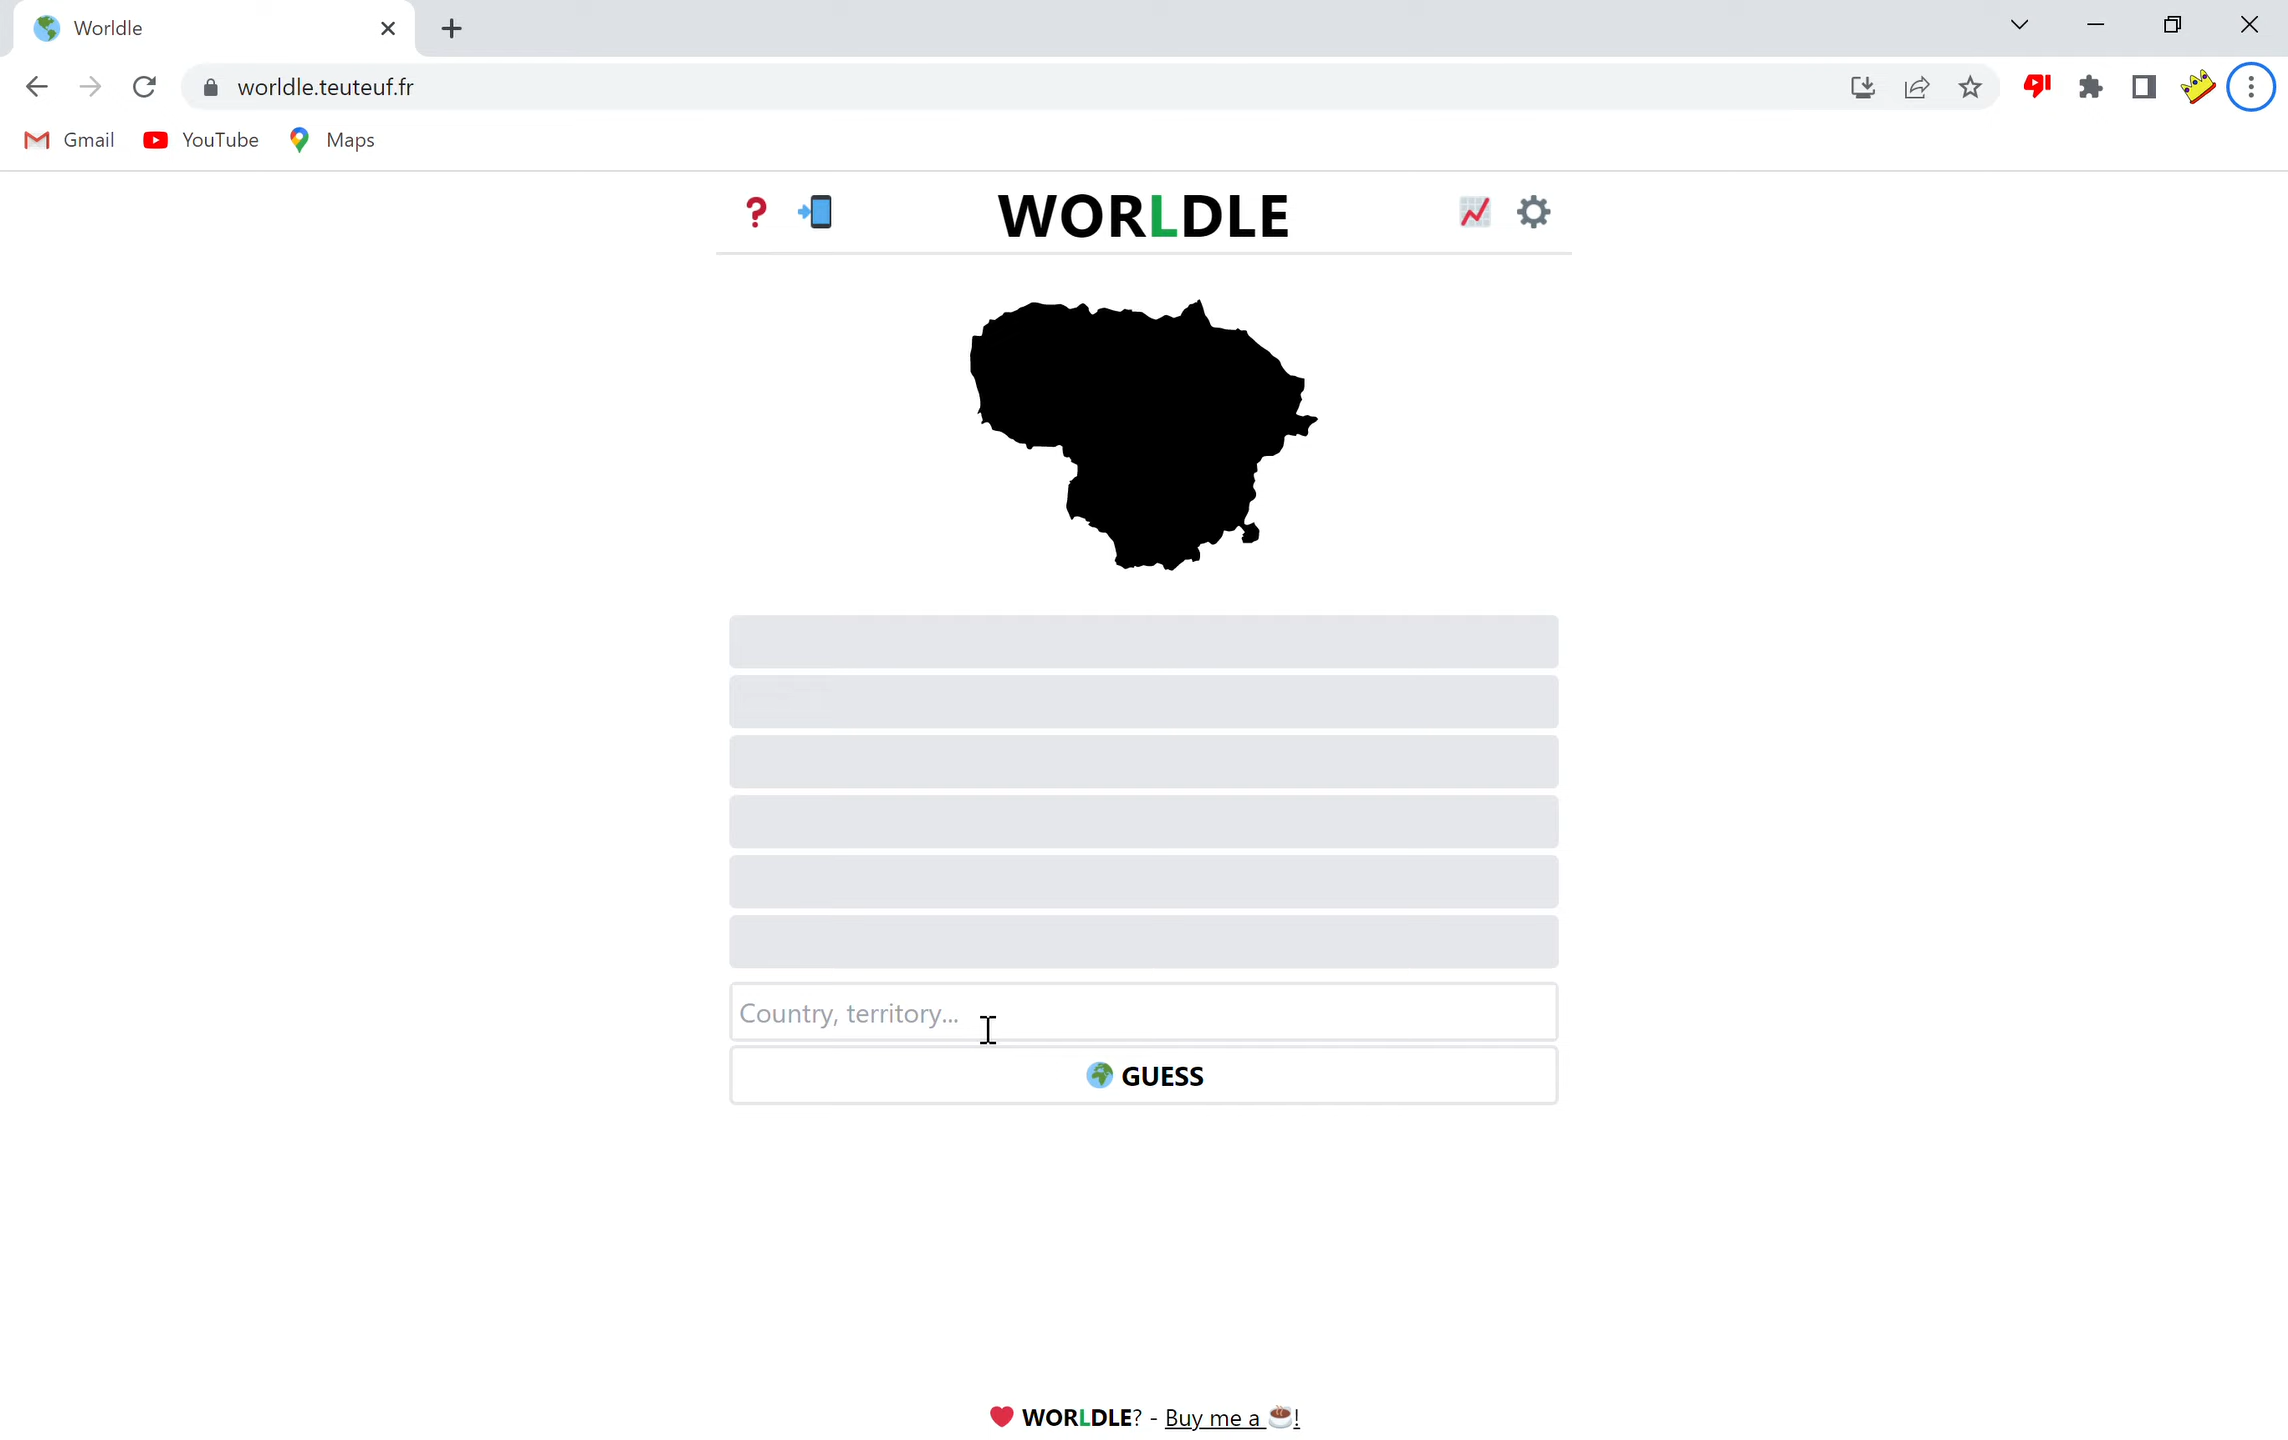 Worldle
worldle.teuteuf.fr
Gmail YouTube Maps
WORLDLE
Country, territory...
GUESS
WORLDLE? - Buy me a !